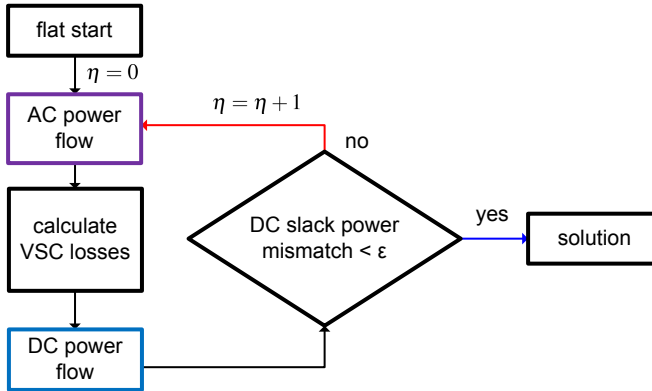 flat start
η = 0
AC power
flow
η = η + 1
no
calculate
VSC losses
DC slack power
mismatch < ε
yes
solution
DC power
flow